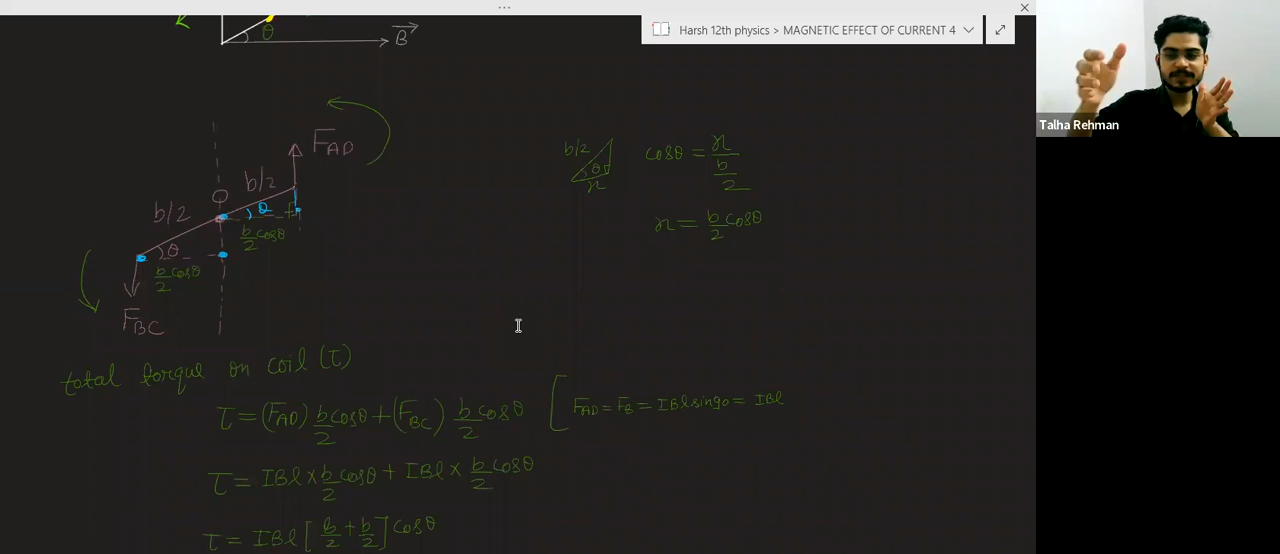 θ
B
Harsh 12th physics > MAGNETIC EFFECT OF CURRENT 4
Talha Rehman
F_AD
b/2
O
b/2
θ
b/2 cosθ
θ
b/2 cosθ
F_BC
b/2
θ
x
cosθ = x/(b/2)
x = b/2 cosθ
total torque on coil (τ)
τ = (F_AD) b/2 cosθ + (F_BC) b/2 cosθ
[ F_AD = F_B = IBl sin90 = IBl
τ = IBl × b/2 cosθ + IBl × b/2 cosθ
τ = IBl [ b/2 + b/2 ] cosθ